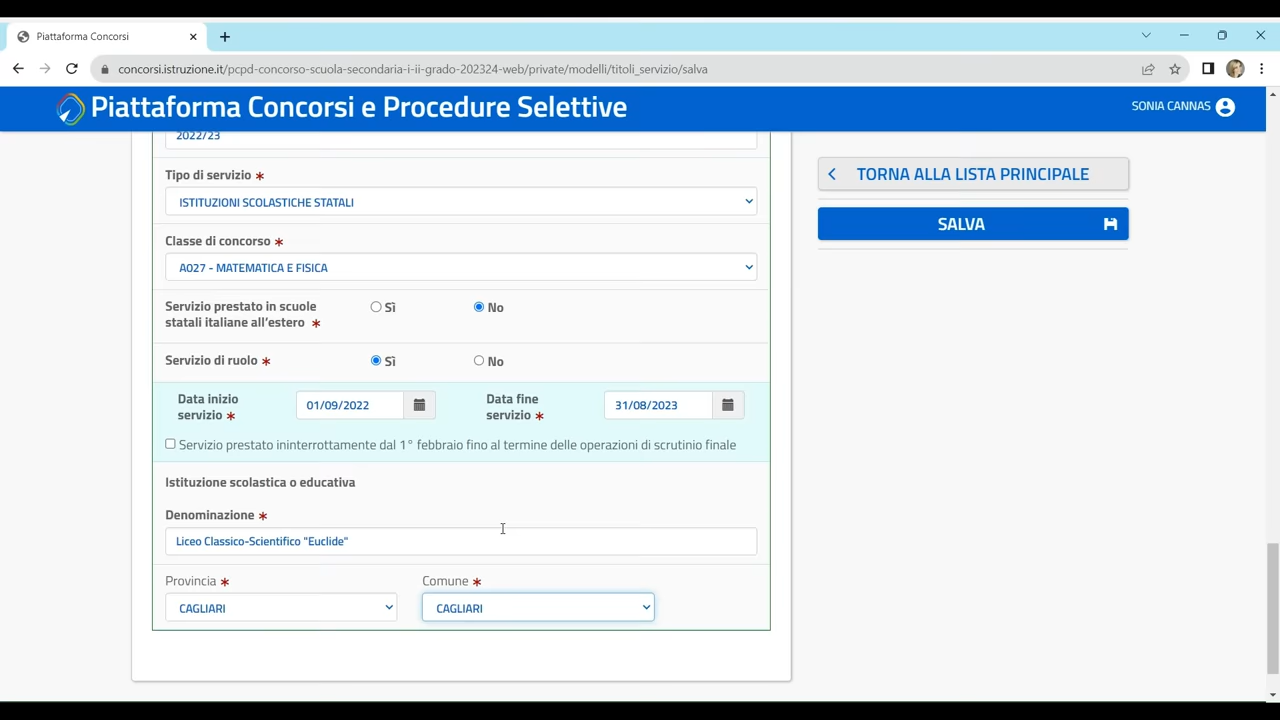 Piattaforma Concorsi
concorsi.istruzione.it/pcpd-concorso-scuola-secondaria-i-ii-grado-202324-web/private/modelli/titoli_servizio/salva
Piattaforma Concorsi e Procedure Selettive
SONIA CANNAS
2022/23
Tipo di servizio *
ISTITUZIONI SCOLASTICHE STATALI
Classe di concorso *
A027 - MATEMATICA E FISICA
Servizio prestato in scuole
statali italiane all'estero *
Sì
No
Servizio di ruolo *
Sì
No
Data inizio
servizio *
01/09/2022
Data fine
servizio *
31/08/2023
Servizio prestato ininterrottamente dal 1° febbraio fino al termine delle operazioni di scrutinio finale
Istituzione scolastica o educativa
Denominazione *
Liceo Classico-Scientifico "Euclide"
Provincia *
Comune *
CAGLIARI
CAGLIARI
TORNA ALLA LISTA PRINCIPALE
SALVA